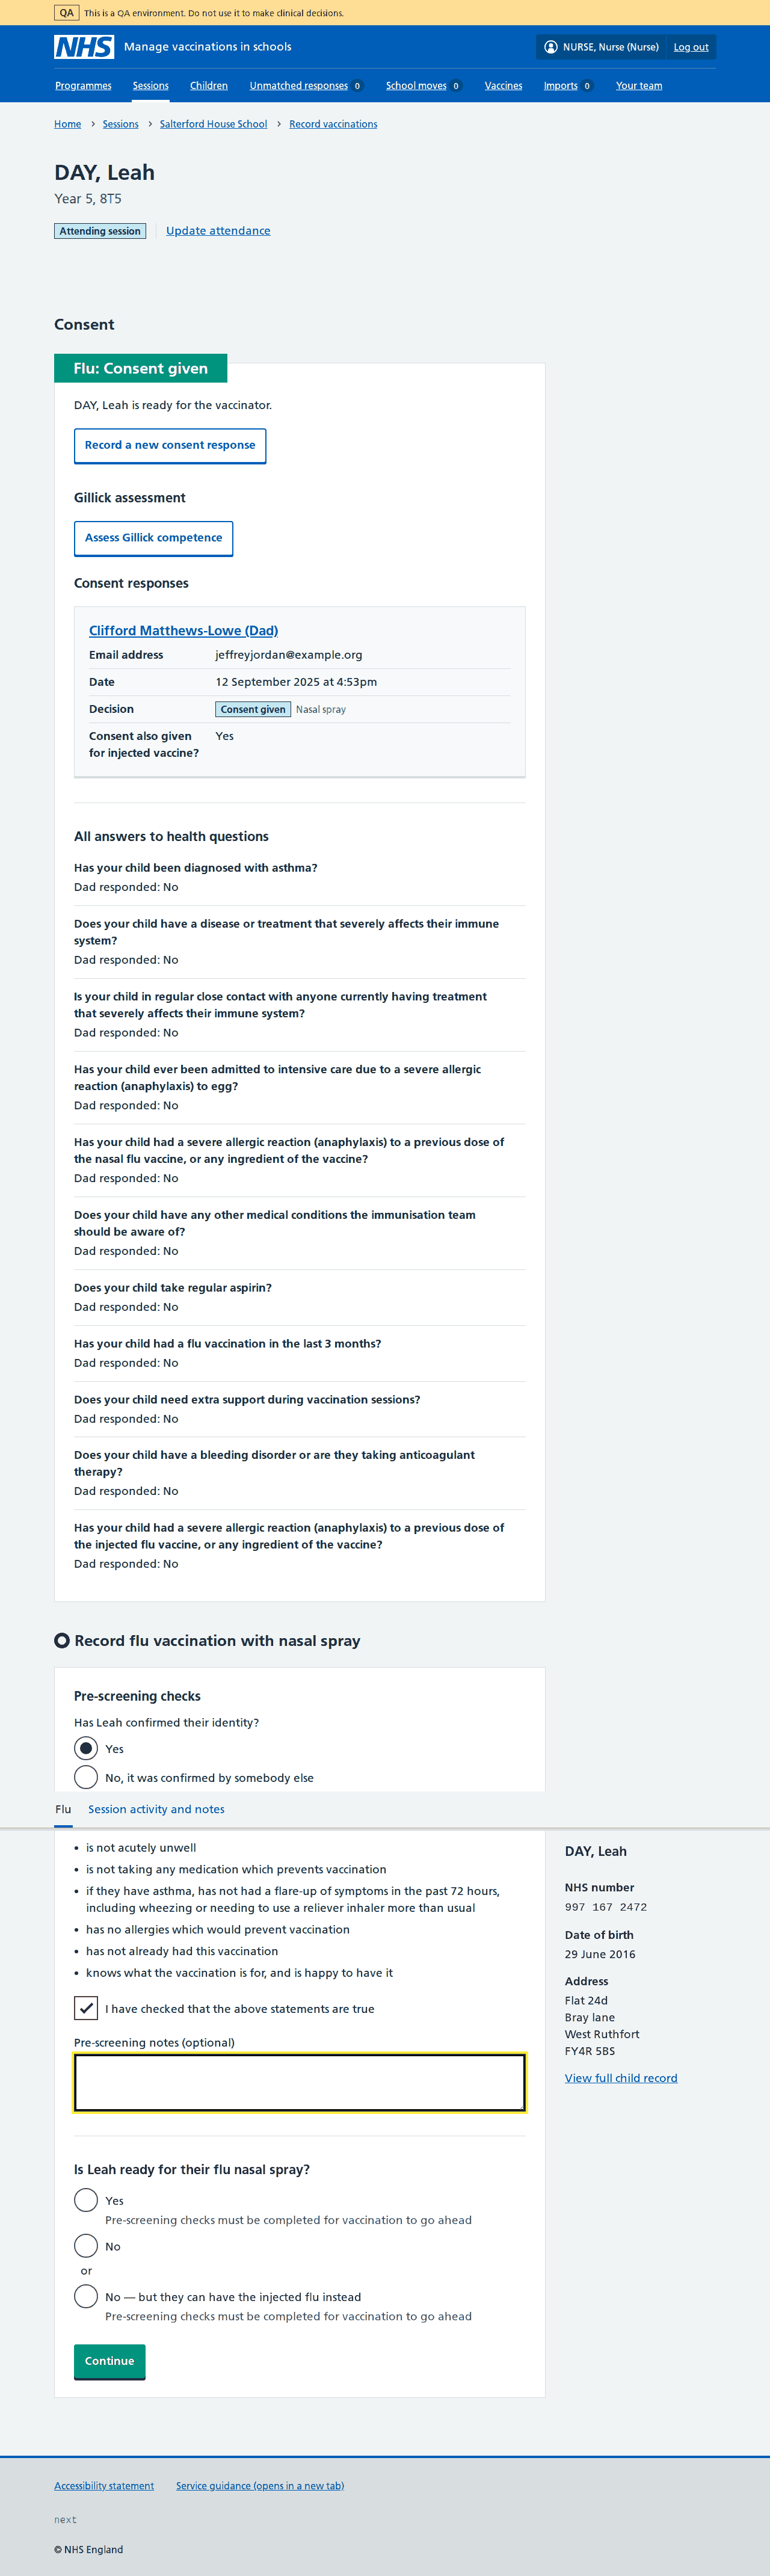 QA This is a QA environment. Do not use it to make clinical decisions.
NHS Manage vaccinations in schools NURSE, Nurse (Nurse) Log out
Programmes Sessions Children Unmatched responses 0 School moves 0 Vaccines Imports 0 Your team
Home Sessions Salterford House School Record vaccinations
DAY, Leah
Year 5, 8T5
Attending session Update attendance
Consent
Flu: Consent given
DAY, Leah is ready for the vaccinator.
Record a new consent response
Gillick assessment
Assess Gillick competence
Consent responses
Clifford Matthews-Lowe (Dad)
Email address jeffreyjordan@example.org
Date 12 September 2025 at 4:53pm
Decision Consent given Nasal spray
Consent also given Yes
for injected vaccine?
All answers to health questions
Has your child been diagnosed with asthma?
Dad responded: No
Does your child have a disease or treatment that severely affects their immune
system?
Dad responded: No
Is your child in regular close contact with anyone currently having treatment
that severely affects their immune system?
Dad responded: No
Has your child ever been admitted to intensive care due to a severe allergic
reaction (anaphylaxis) to egg?
Dad responded: No
Has your child had a severe allergic reaction (anaphylaxis) to a previous dose of
the nasal flu vaccine, or any ingredient of the vaccine?
Dad responded: No
Does your child have any other medical conditions the immunisation team
should be aware of?
Dad responded: No
Does your child take regular aspirin?
Dad responded: No
Has your child had a flu vaccination in the last 3 months?
Dad responded: No
Does your child need extra support during vaccination sessions?
Dad responded: No
Does your child have a bleeding disorder or are they taking anticoagulant
therapy?
Dad responded: No
Has your child had a severe allergic reaction (anaphylaxis) to a previous dose of
the injected flu vaccine, or any ingredient of the vaccine?
Dad responded: No
Record flu vaccination with nasal spray
Pre-screening checks
Has Leah confirmed their identity?
Yes
No, it was confirmed by somebody else
Flu Session activity and notes
is not acutely unwell
is not taking any medication which prevents vaccination
if they have asthma, has not had a flare-up of symptoms in the past 72 hours,
including wheezing or needing to use a reliever inhaler more than usual
has no allergies which would prevent vaccination
has not already had this vaccination
knows what the vaccination is for, and is happy to have it
I have checked that the above statements are true
Pre-screening notes (optional)
Is Leah ready for their flu nasal spray?
Yes
Pre-screening checks must be completed for vaccination to go ahead
No
or
No — but they can have the injected flu instead
Pre-screening checks must be completed for vaccination to go ahead
Continue
DAY, Leah
NHS number
997 167 2472
Date of birth
29 June 2016
Address
Flat 24d
Bray lane
West Ruthfort
FY4R 5BS
View full child record
Accessibility statement Service guidance (opens in a new tab)
next
© NHS England